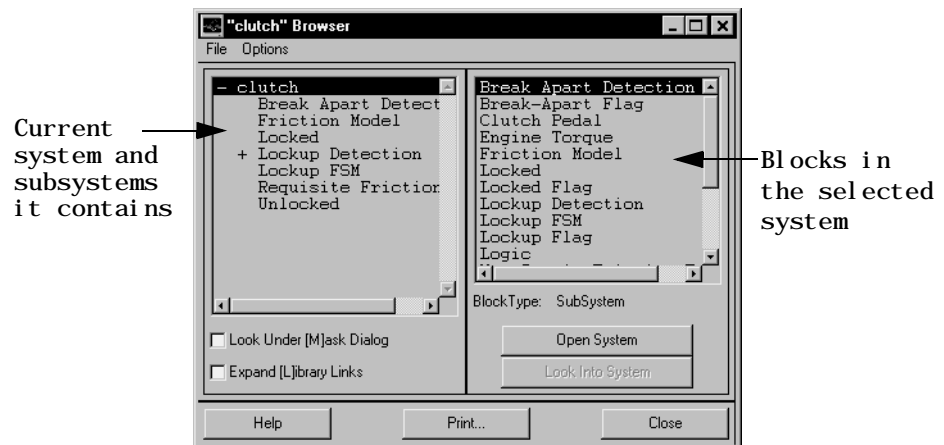 "clutch" Browser
File Options
- clutch
Break Apart Detect
Friction Model
Locked
+ Lockup Detection
Lockup FSM
Requisite Friction
Unlocked
Break Apart Detection
Break-Apart Flag
Clutch Pedal
Engine Torque
Friction Model
Locked
Locked Flag
Lockup Detection
Lockup FSM
Lockup Flag
Logic
BlockType: SubSystem
Look Under [M]ask Dialog
Expand [L]ibrary Links
Open System
Look Into System
Help
Print...
Close
Current
system and
subsystems
it contains
Blocks in
the selected
system